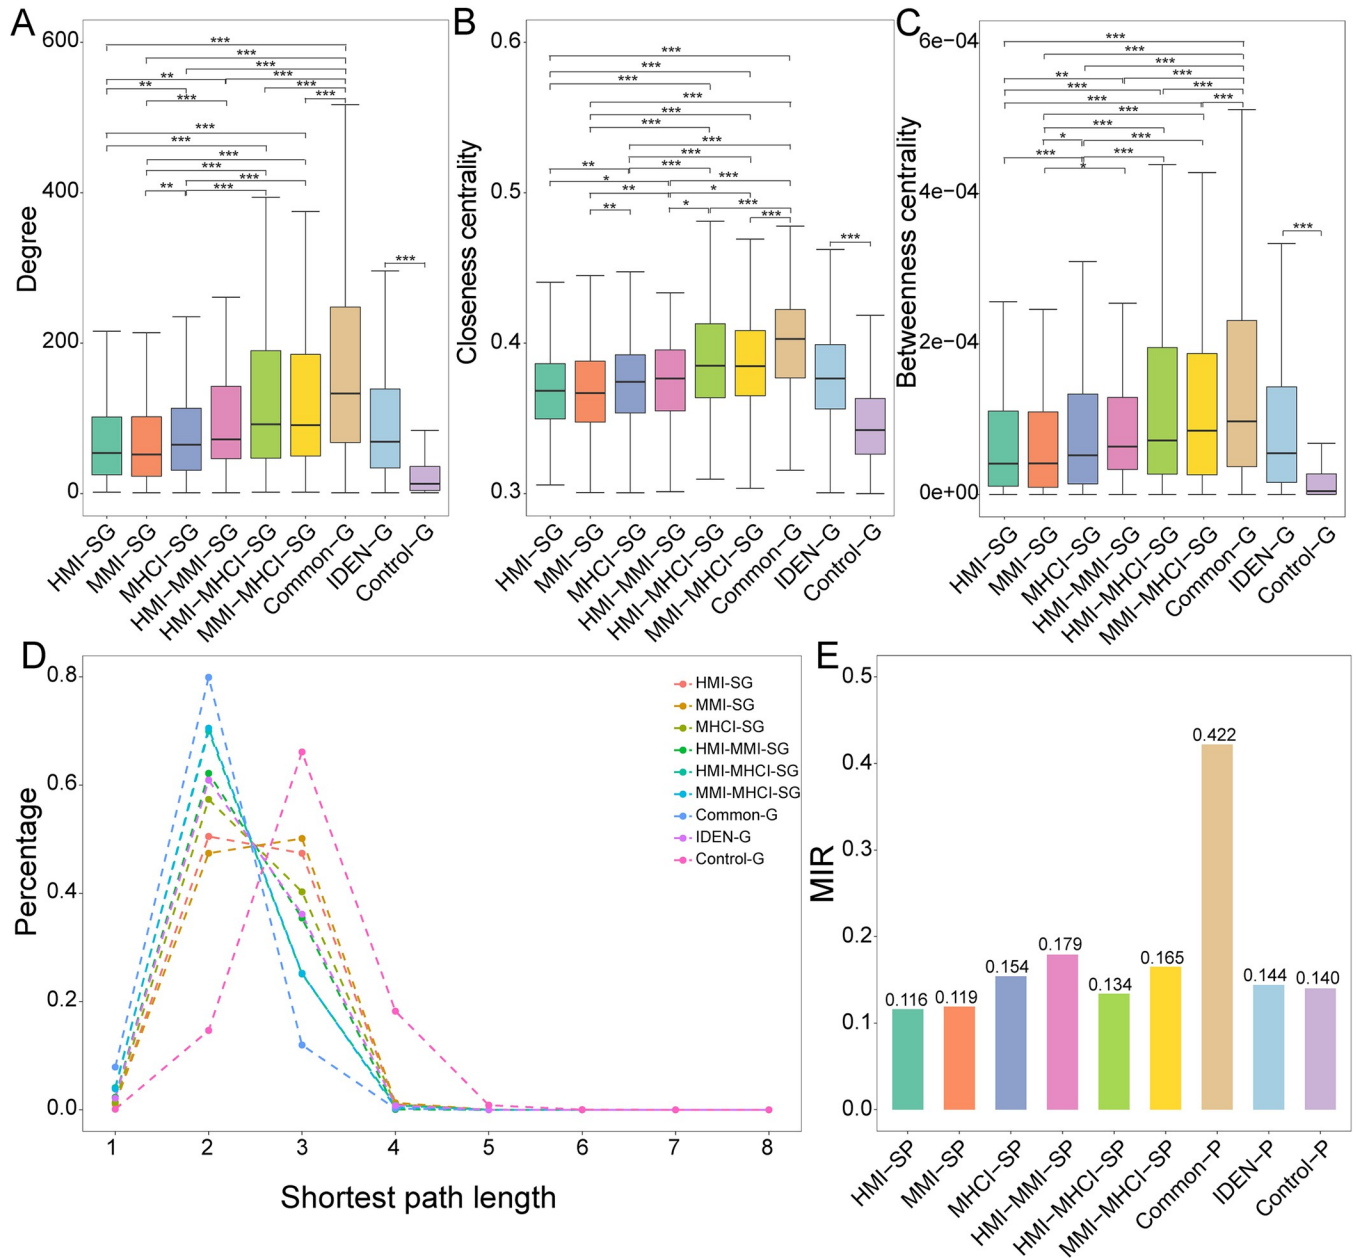 A
Degree
600
400
200
0
***
***
***
**
***
***
**
***
***
***
***
***
***
***
**
***
***
HMI−SG
MMI−SG
MHCI−SG
HMI−MMI−SG
HMI−MHCI−SG
MMI−MHCI−SG
Common−G
IDEN−G
Control−G
B
Closeness centrality
0.6
0.5
0.4
0.3
***
***
***
***
***
***
***
***
**
***
*
***
**
*
**
*
***
***
***
HMI−SG
MMI−SG
MHCI−SG
HMI−MMI−SG
HMI−MHCI−SG
MMI−MHCI−SG
Common−G
IDEN−G
Control−G
C
Betweenness centrality
6e−04
4e−04
2e−04
0e+00
***
***
***
**
***
***
***
***
***
***
***
*
***
***
***
*
***
HMI−SG
MMI−SG
MHCI−SG
HMI−MMI−SG
HMI−MHCI−SG
MMI−MHCI−SG
Common−G
IDEN−G
Control−G
D
Percentage
0.8
0.6
0.4
0.2
0.0
HMI-SG
MMI-SG
MHCI-SG
HMI-MMI-SG
HMI-MHCI-SG
MMI-MHCI-SG
Common-G
IDEN-G
Control-G
1 2 3 4 5 6 7 8
Shortest path length
E
MIR
0.5
0.4
0.3
0.2
0.1
0.0
0.116
0.119
0.154
0.179
0.134
0.165
0.422
0.144
0.140
HMI−SP
MMI−SP
MHCI−SP
HMI−MMI−SP
HMI−MHCI−SP
MMI−MHCI−SP
Common−P
IDEN−P
Control−P